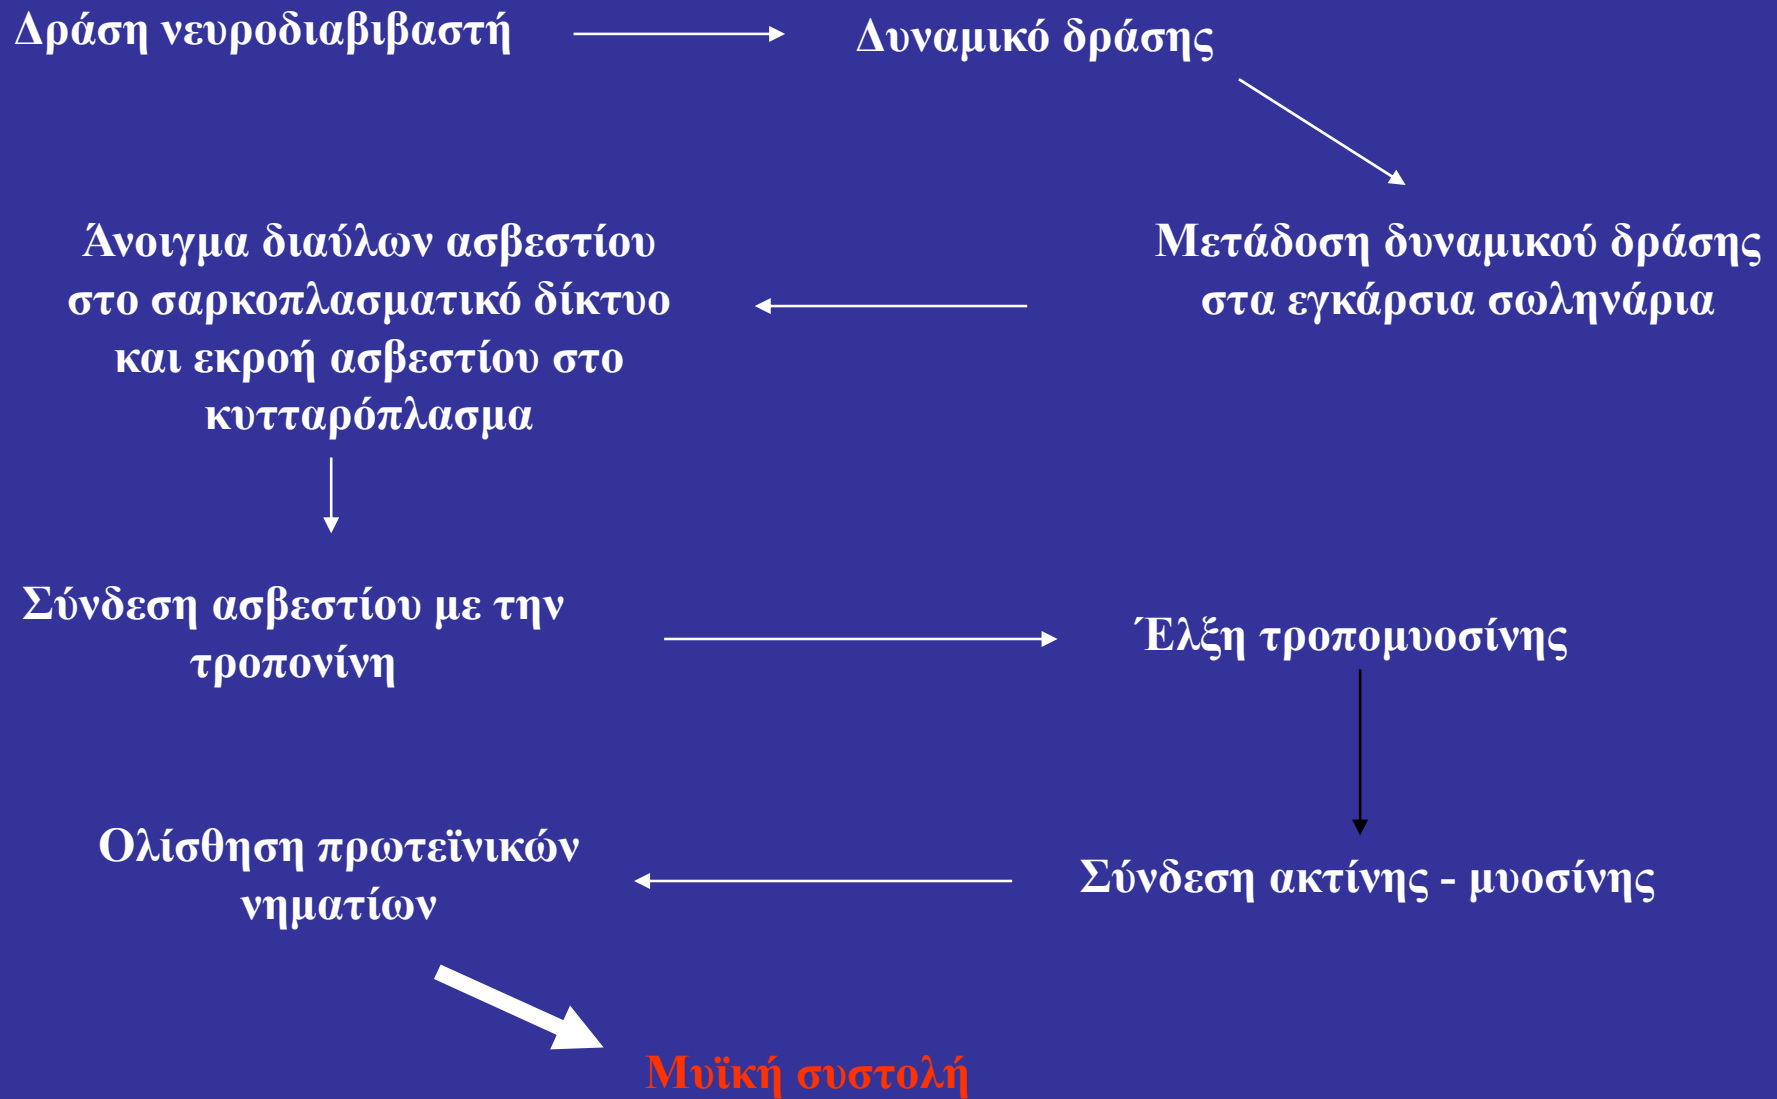 Δράση νευροδιαβιβαστή
Δυναμικό δράσης
Μετάδοση δυναμικού δράσης
στα εγκάρσια σωληνάρια
Άνοιγμα διαύλων ασβεστίου
στο σαρκοπλασματικό δίκτυο
και εκροή ασβεστίου στο
κυτταρόπλασμα
Σύνδεση ασβεστίου με την
τροπονίνη
Έλξη τροπομυοσίνης
Σύνδεση ακτίνης - μυοσίνης
Ολίσθηση πρωτεϊνικών
νηματίων
Μυϊκή συστολή